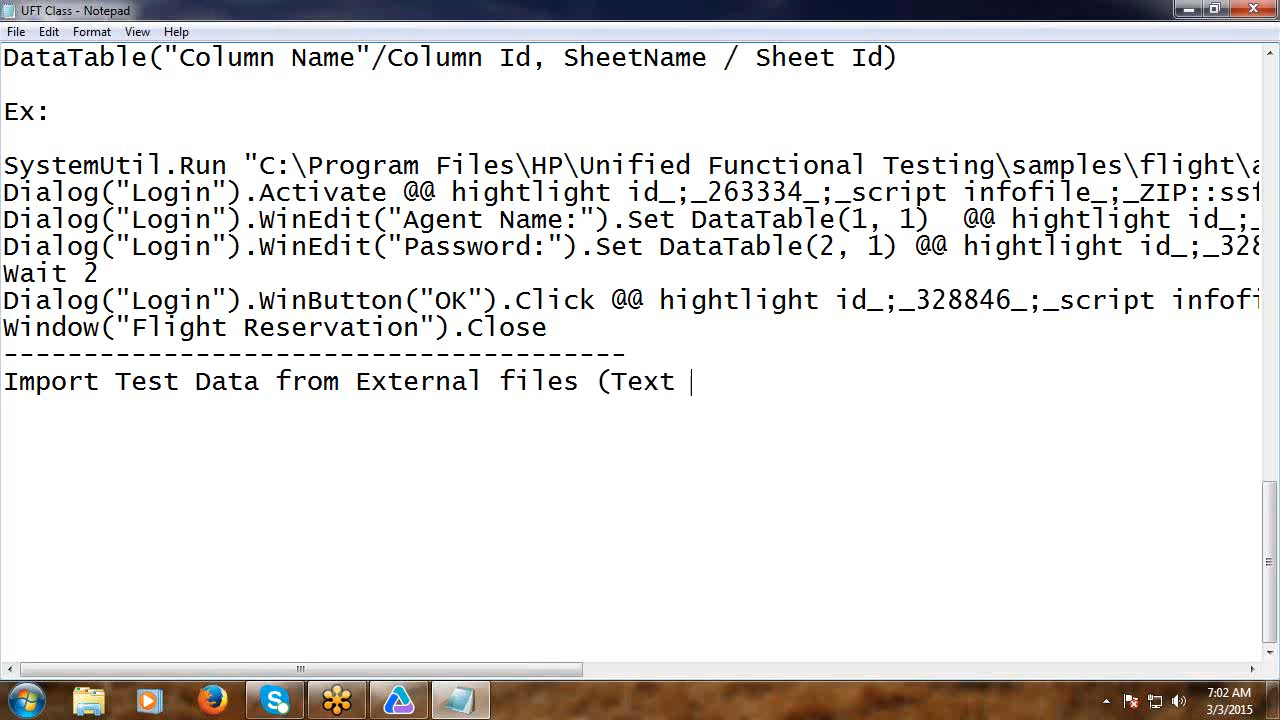 UFT Class - Notepad
File Edit Format View Help
DataTable("Column Name"/Column Id, SheetName / Sheet Id)
Ex:
SystemUtil.Run "C:\Program Files\HP\Unified Functional Testing\samples\flight\a
Dialog("Login").Activate @@ hightlight id_;_263334_;_script infofile_;_ZIP::ssf
Dialog("Login").WinEdit("Agent Name:").Set DataTable(1, 1)  @@ hightlight id_;_
Dialog("Login").WinEdit("Password:").Set DataTable(2, 1) @@ hightlight id_;_328
Wait 2
Dialog("Login").WinButton("OK").Click @@ hightlight id_;_328846_;_script infofi
Window("Flight Reservation").Close
---------------------------------------
Import Test Data from External files (Text
7:02 AM
3/3/2015